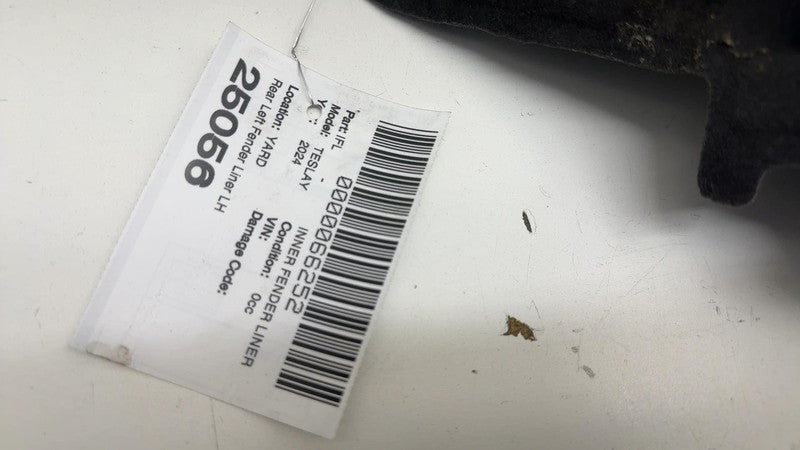 0000066252
Part: IFL - INNER FENDER LINER
Model: TESLAY Condition: 0cc
2024 VIN:
Location: YARD Damage Code:
Rear Left Fender Liner LH
25056